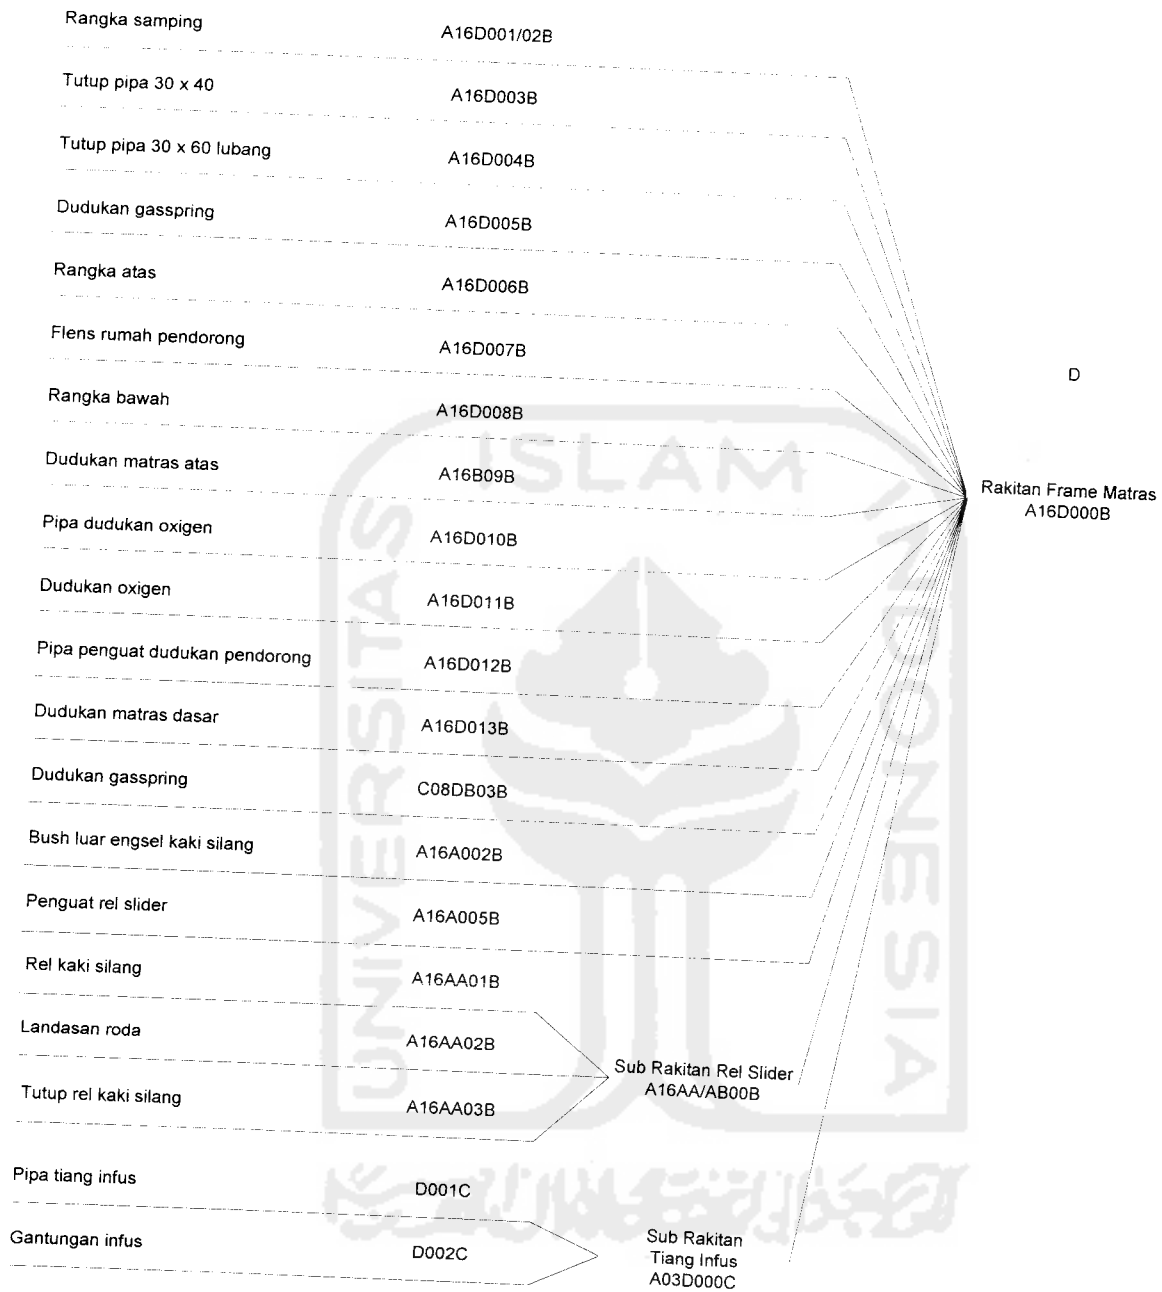 Rangka samping A16D001/02B
Tutup pipa 30 x 40 A16D003B
Tutup pipa 30 x 60 lubang A16D004B
Dudukan gasspring A16D005B
Rangka atas A16D006B
Flens rumah pendorong A16D007B
D
Rangka bawah A16D008B
Dudukan matras atas A16B09B
Rakitan Frame Matras
A16D000B
Pipa dudukan oxigen A16D010B
Dudukan oxigen A16D011B
Pipa penguat dudukan pendorong A16D012B
Dudukan matras dasar A16D013B
Dudukan gasspring C08DB03B
Bush luar engsel kaki silang A16A002B
Penguat rel slider A16A005B
Rel kaki silang A16AA01B
Landasan roda A16AA02B
Sub Rakitan Rel Slider
A16AA/AB00B
Tutup rel kaki silang A16AA03B
Pipa tiang infus D001C
Gantungan infus D002C
Sub Rakitan
Tiang Infus
A03D000C
UNIVERSITAS
ISLAM
INDONESIA